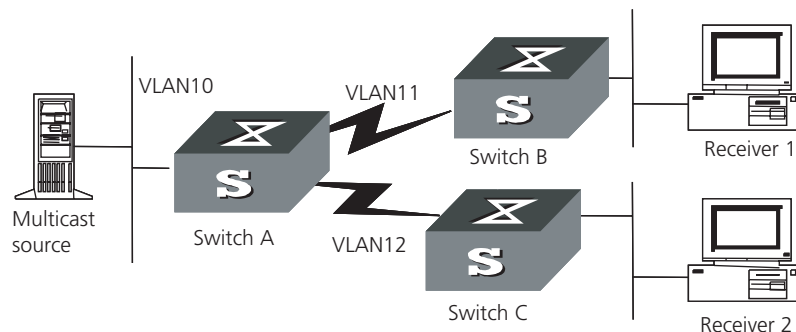 VLAN10
VLAN11
S
Switch B
Receiver 1
S
Multicast
source
Switch A
VLAN12
S
Switch C
Receiver 2